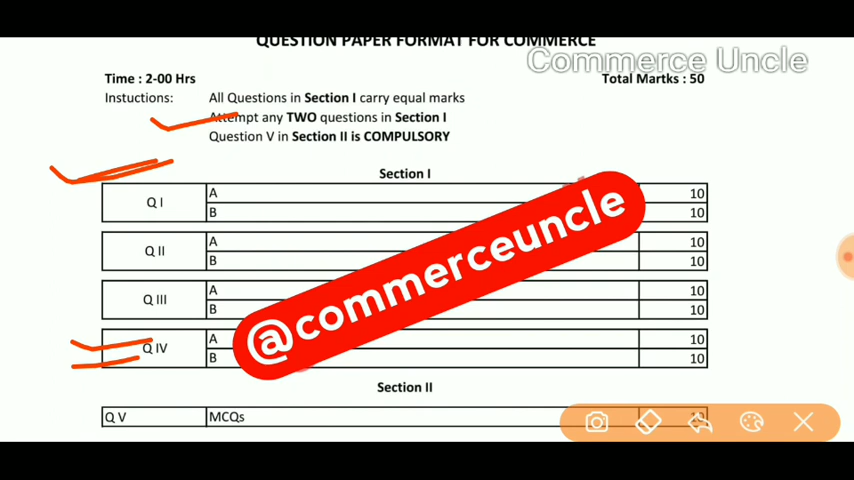 QUESTION PAPER FORMAT FOR COMMERCE
Commerce Uncle
Time : 2-00 Hrs Total Martks : 50
Instuctions: All Questions in Section I carry equal marks
Attempt any TWO questions in Section I
Question V in Section II is COMPULSORY
Section I
Q I A 10
B 10
Q II A 10
B 10
Q III A 10
B 10
Q IV A 10
B 10
@commerceuncle
Section II
Q V MCQs 10